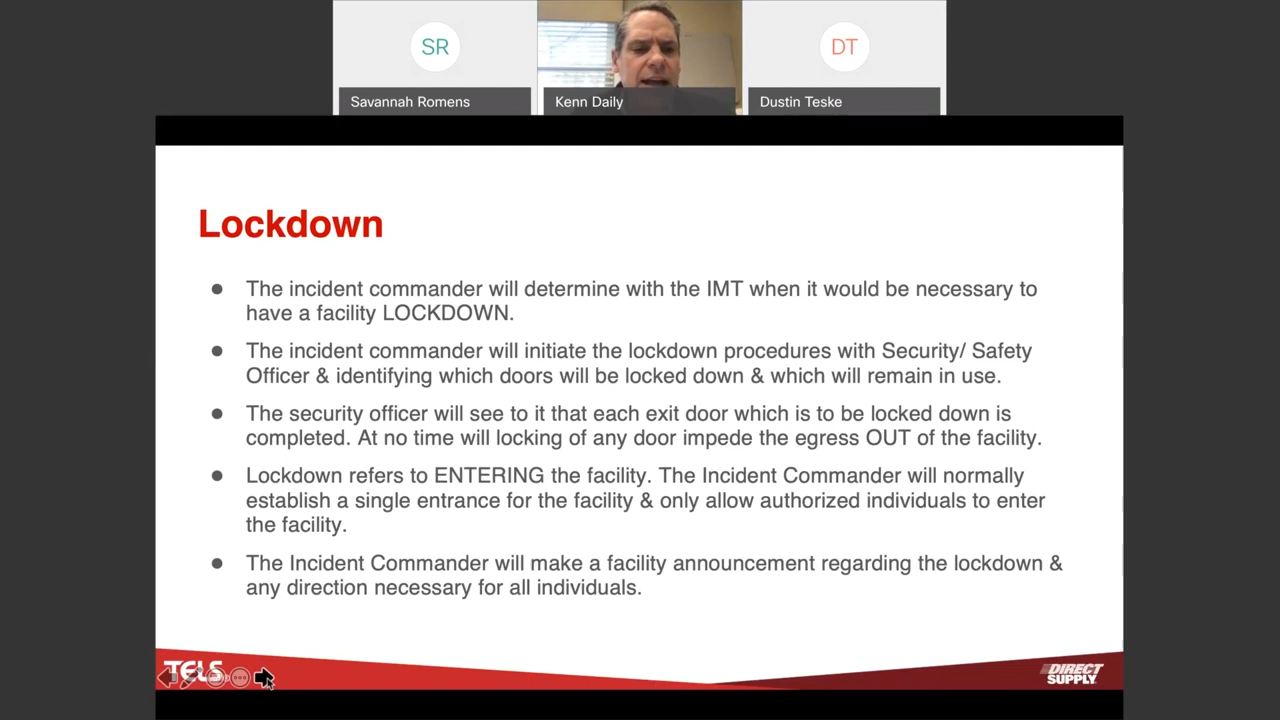 SR
DT
Savannah Romens
Kenn Daily
Dustin Teske
Lockdown
● The incident commander will determine with the IMT when it would be necessary to
have a facility LOCKDOWN.
● The incident commander will initiate the lockdown procedures with Security/ Safety
Officer & identifying which doors will be locked down & which will remain in use.
● The security officer will see to it that each exit door which is to be locked down is
completed. At no time will locking of any door impede the egress OUT of the facility.
● Lockdown refers to ENTERING the facility. The Incident Commander will normally
establish a single entrance for the facility & only allow authorized individuals to enter
the facility.
● The Incident Commander will make a facility announcement regarding the lockdown &
any direction necessary for all individuals.
TELS
DIRECT
SUPPLY